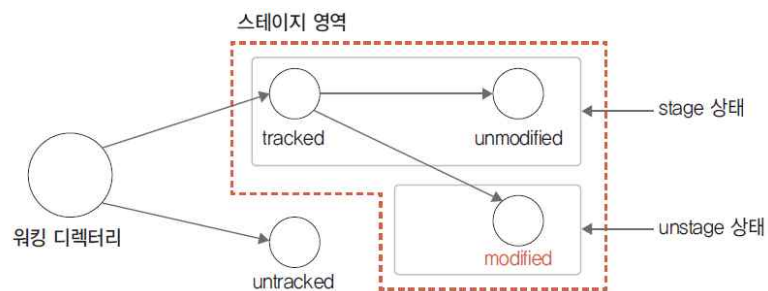 스테이지 영역
tracked
unmodified
stage 상태
워킹 디렉터리
untracked
modified
unstage 상태